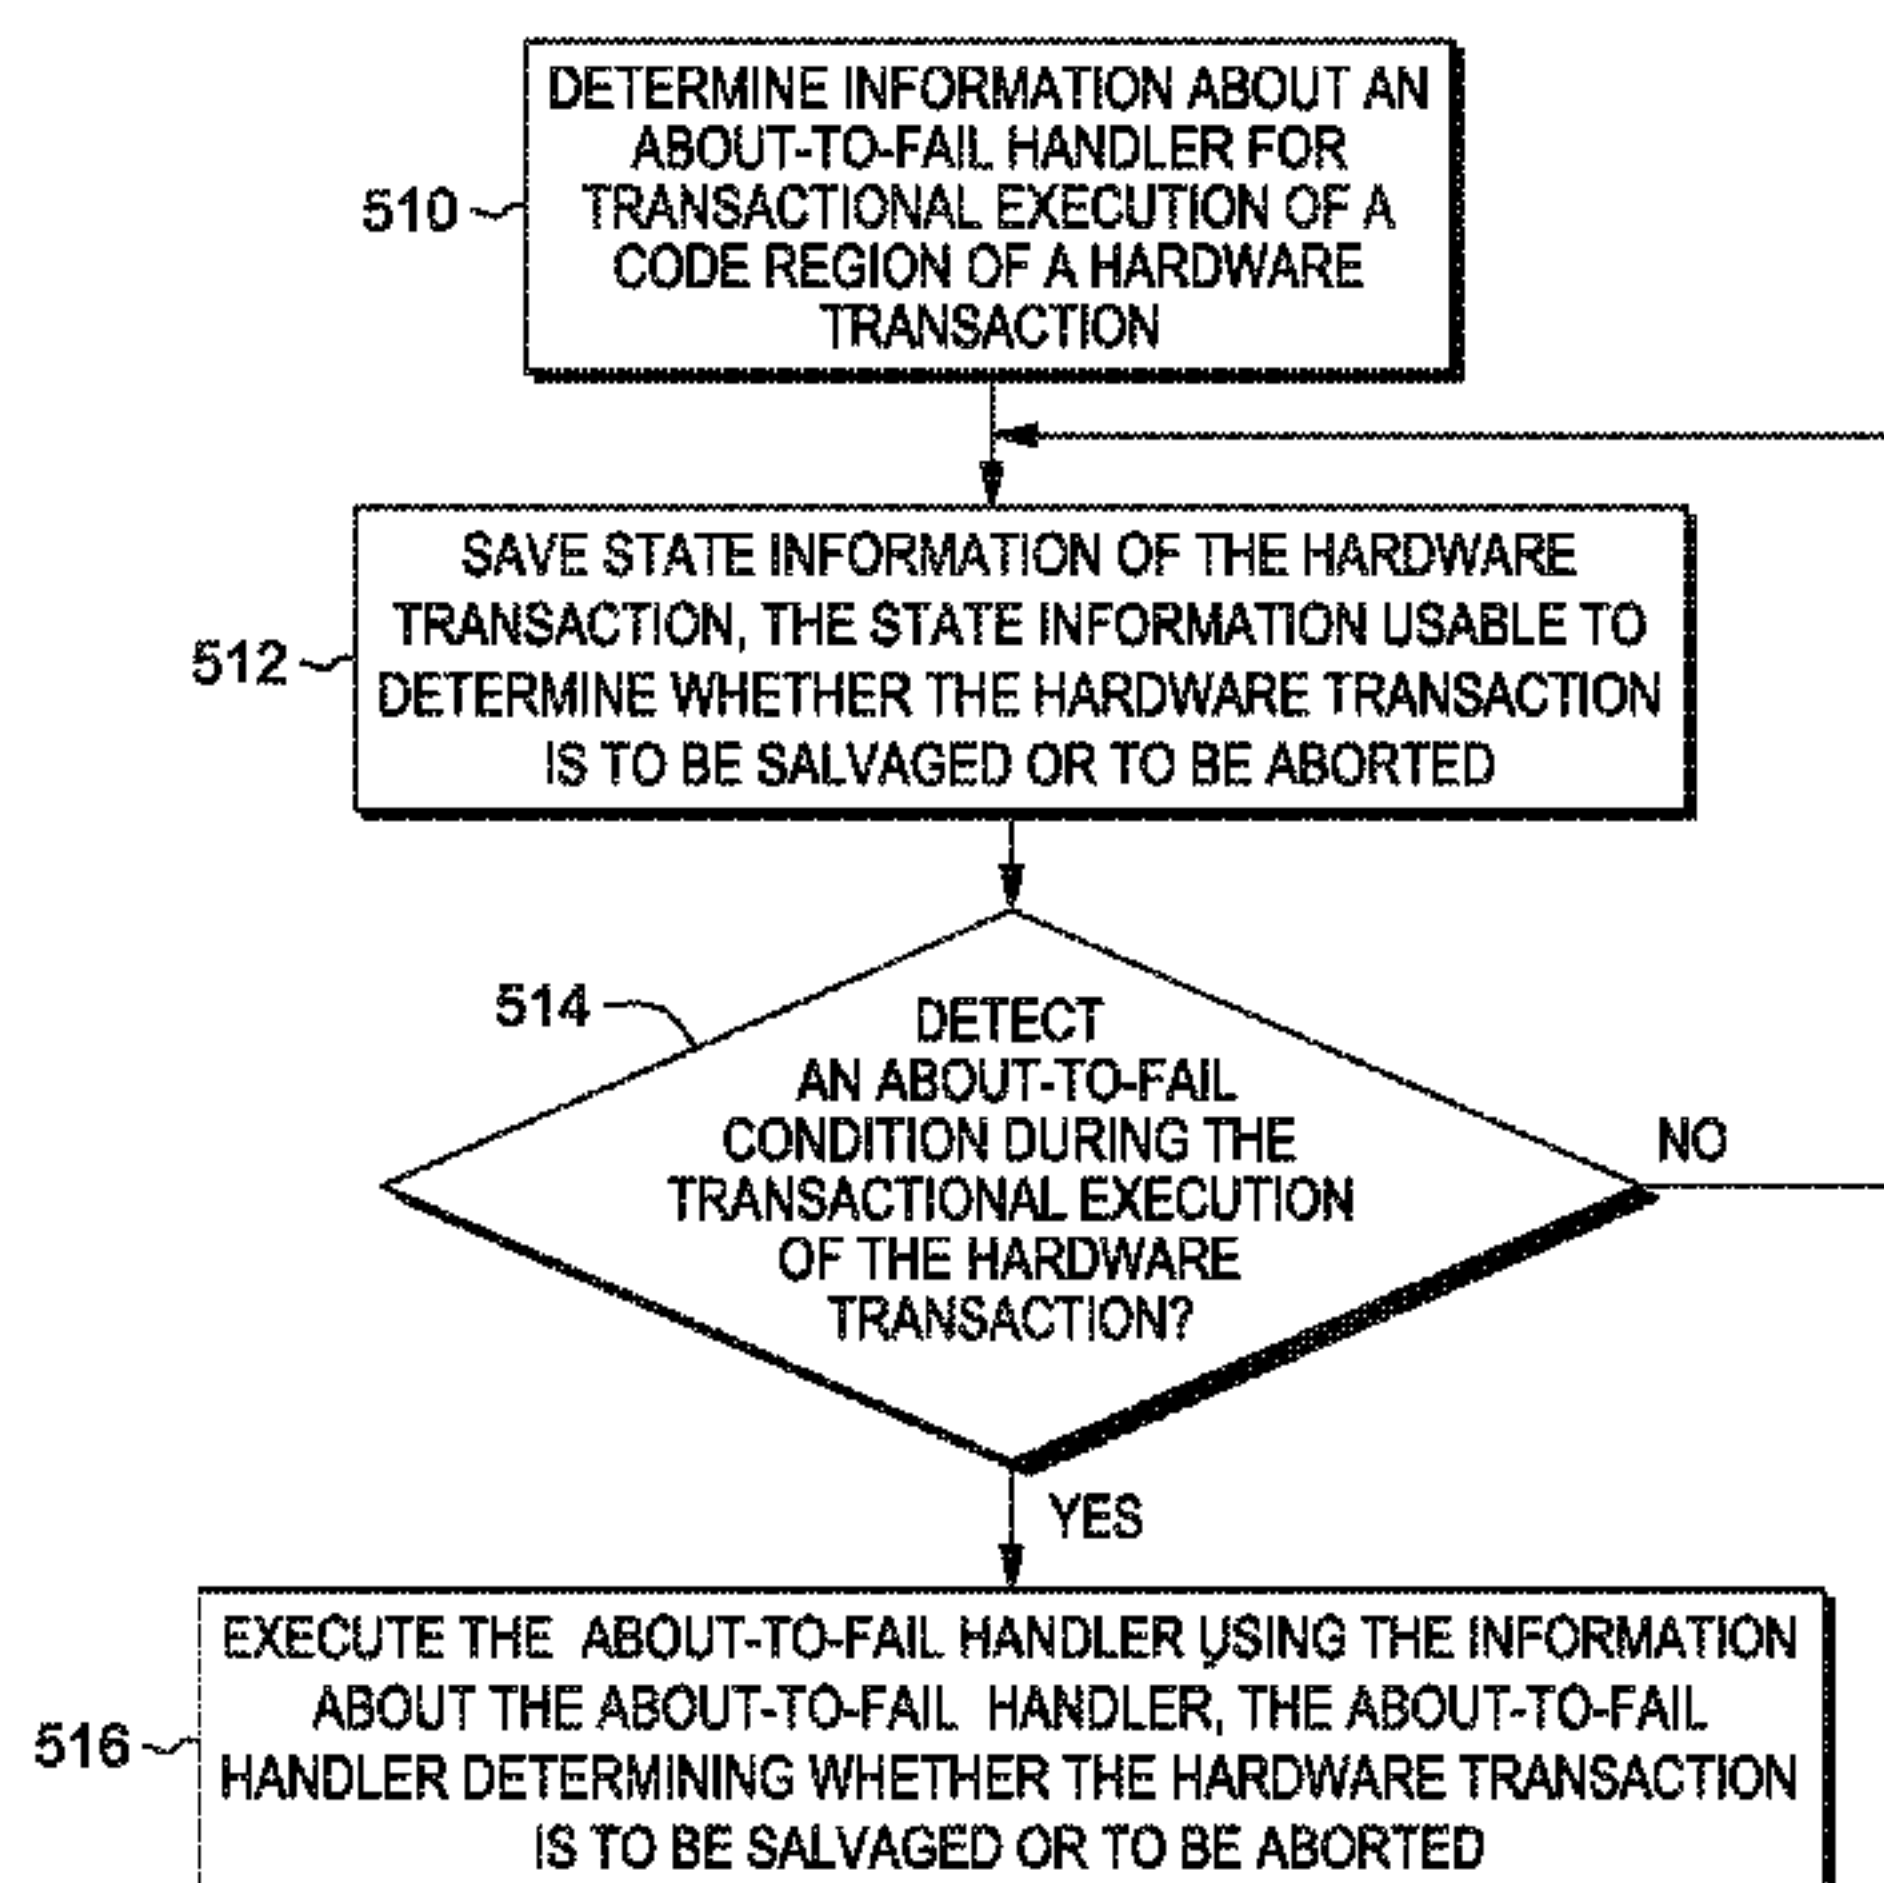 DETERMINE INFORMATION ABOUT AN
ABOUT-TO-FAIL HANDLER FOR
TRANSACTIONAL EXECUTION OF A
CODE REGION OF A HARDWARE
TRANSACTION
510
SAVE STATE INFORMATION OF THE HARDWARE
TRANSACTION, THE STATE INFORMATION USABLE TO
DETERMINE WHETHER THE HARDWARE TRANSACTION
IS TO BE SALVAGED OR TO BE ABORTED
512
514
DETECT
AN ABOUT-TO-FAIL
CONDITION DURING THE
TRANSACTIONAL EXECUTION
OF THE HARDWARE
TRANSACTION?
NO
YES
EXECUTE THE ABOUT-TO-FAIL HANDLER USING THE INFORMATION
ABOUT THE ABOUT-TO-FAIL HANDLER, THE ABOUT-TO-FAIL
HANDLER DETERMINING WHETHER THE HARDWARE TRANSACTION
IS TO BE SALVAGED OR TO BE ABORTED
516